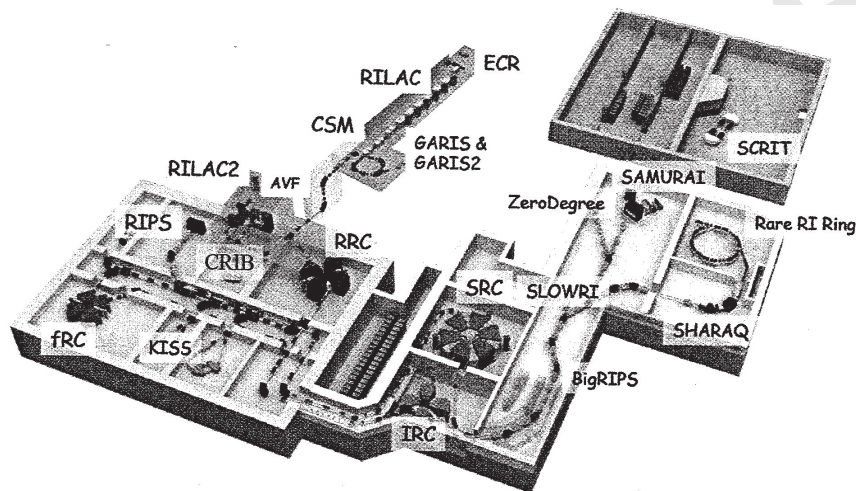 ECR
RILAC
CSM
GARIS &
GARIS2
SCRIT
RILAC2
AVF
SAMURAI
ZeroDegree
RIPS
Rare RI Ring
RRC
CRIB
SRC
SLOWRI
SHARAQ
fRC
KISS
BigRIPS
IRC